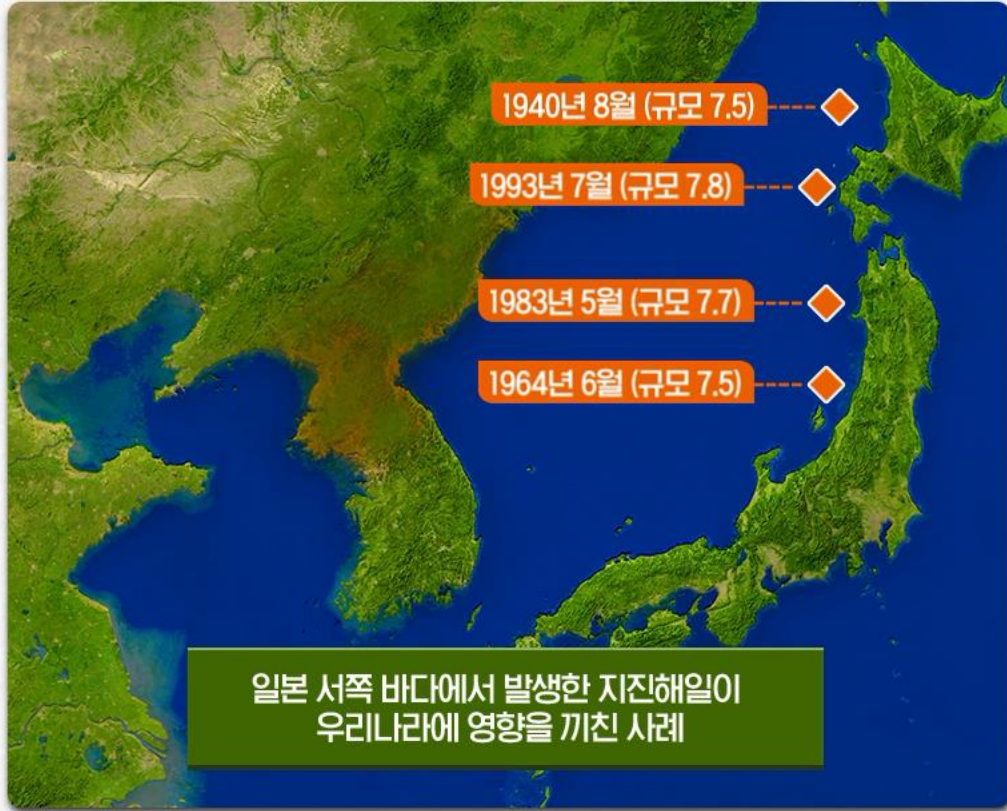 1940년 8월 (규모 7.5)
1993년 7월 (규모 7.8)
1983년 5월 (규모 7.7)
1964년 6월 (규모 7.5)
일본 서쪽 바다에서 발생한 지진해일이
우리나라에 영향을 끼친 사례